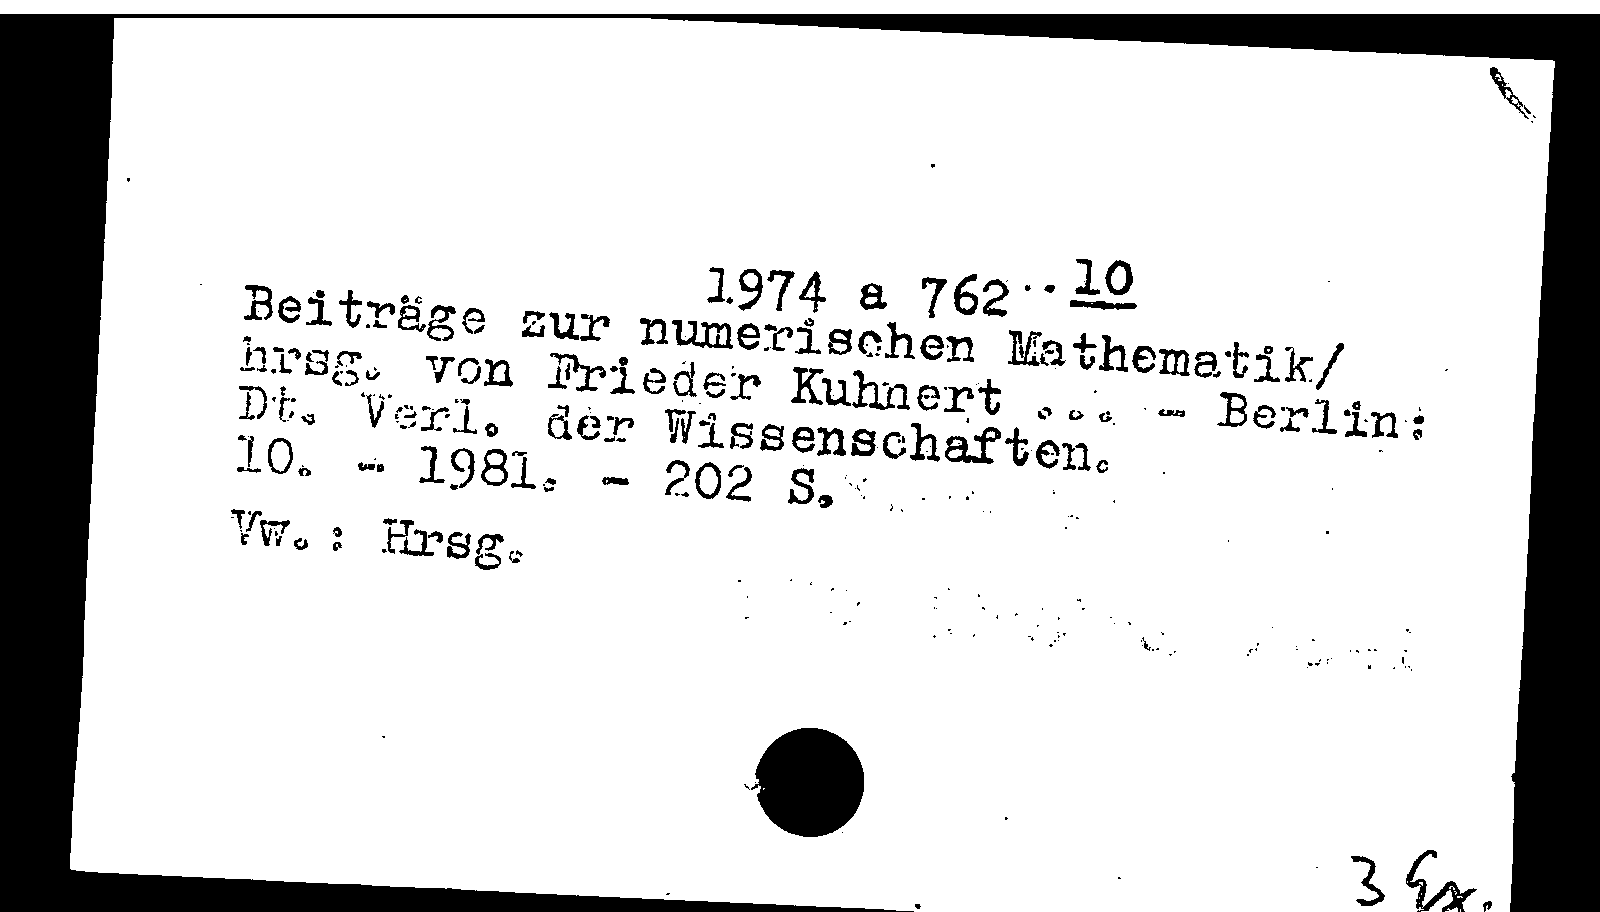 1974 a 762..10
Beiträge zur numerischen Mathematik/
hrsg. von Frieder Kuhnert ... - Berlin:
Dt. Verl. der Wissenschaften.
10. - 1981. - 202 S.
Vw.: Hrsg.
3 Ex.